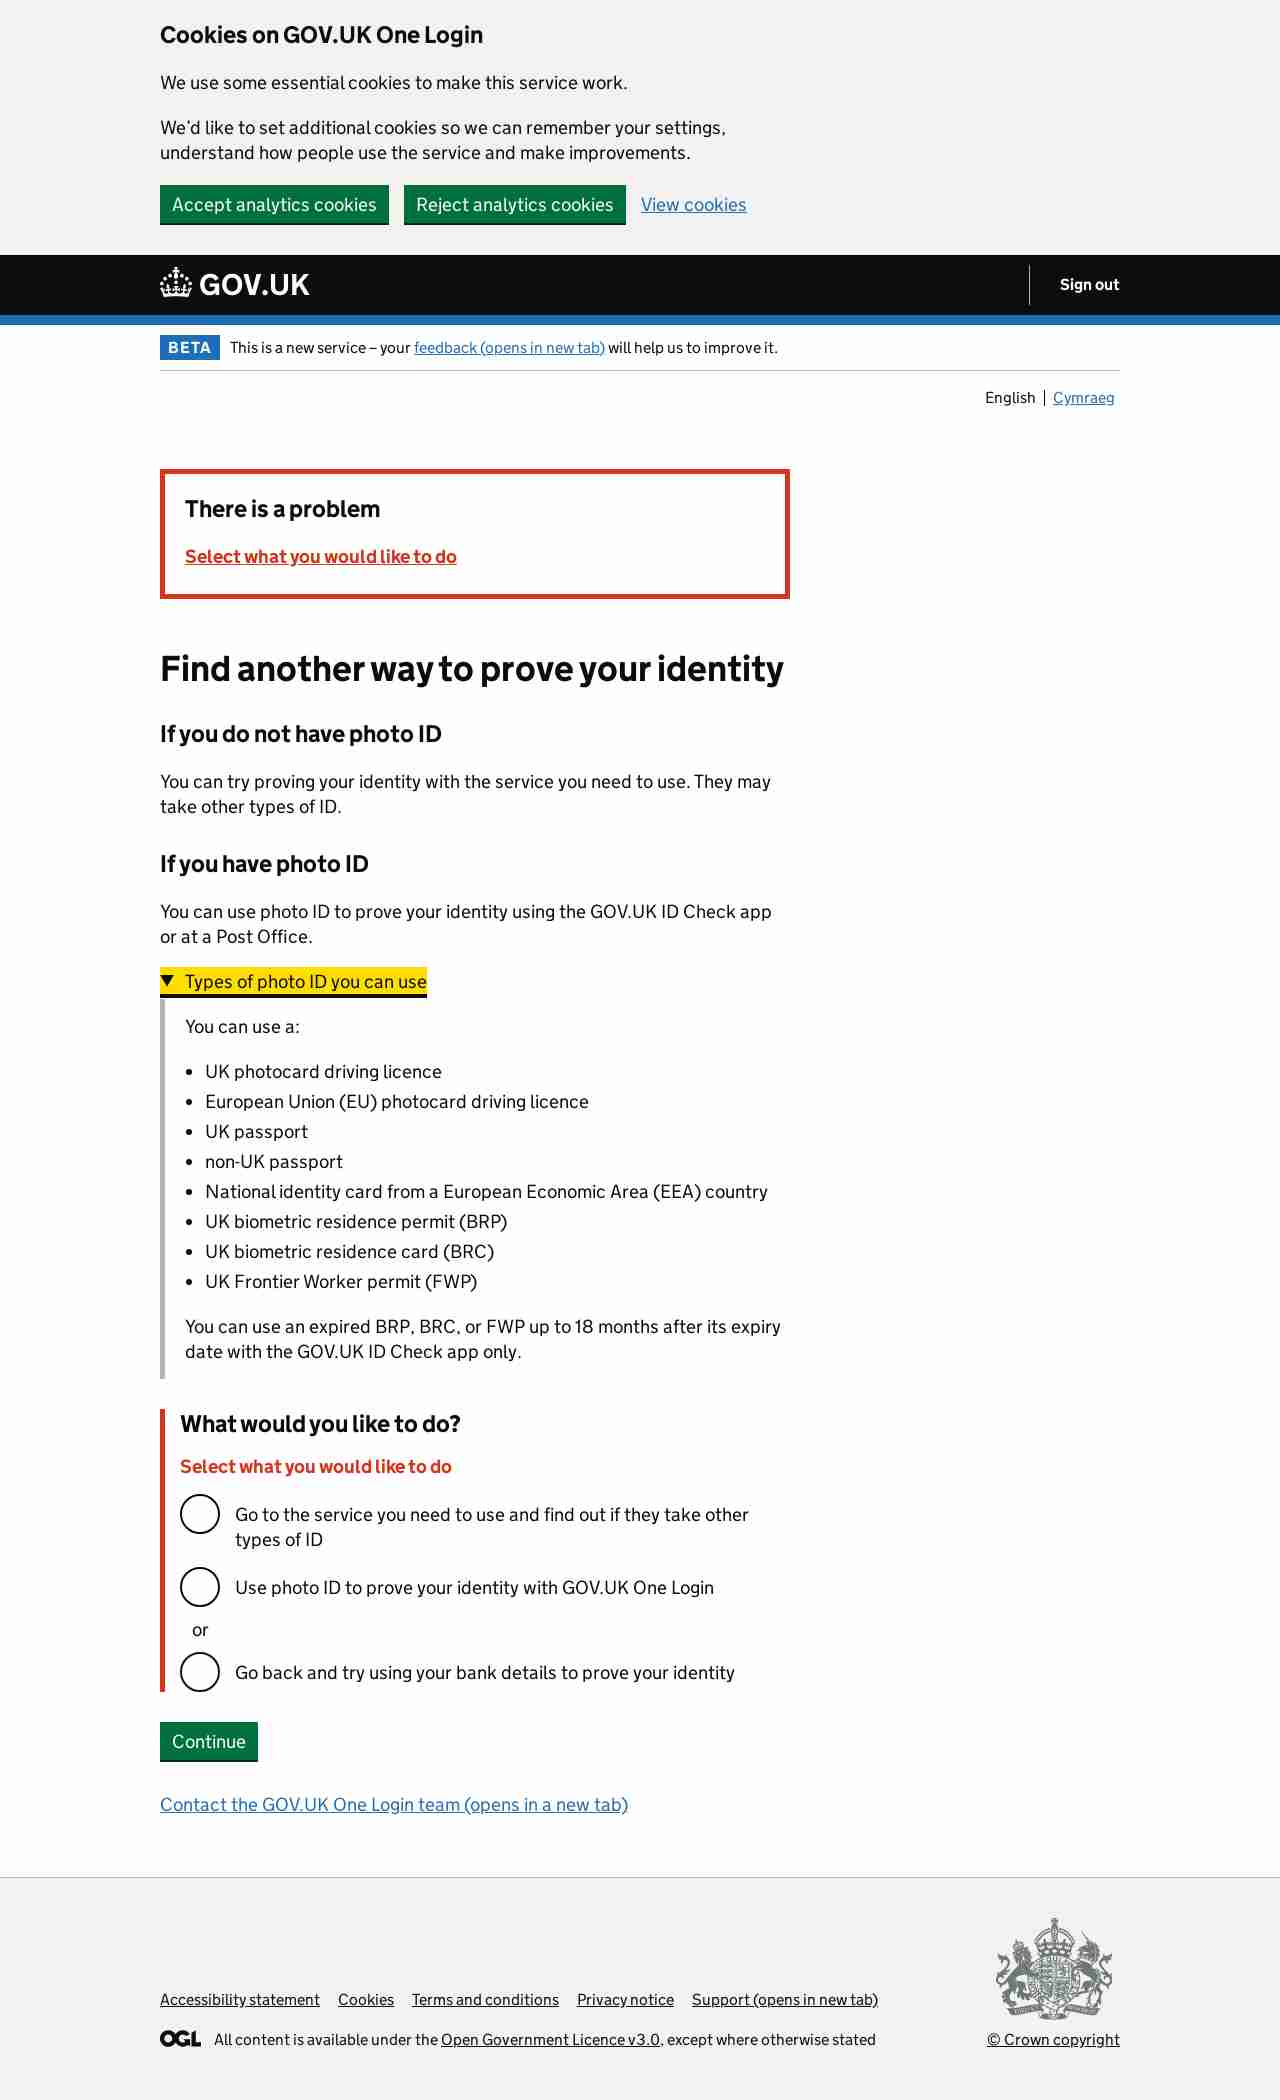 Cookies on GOV.UK One Login
We use some essential cookies to make this service work.
We'd like to set additional cookies so we can remember your settings,
understand how people use the service and make improvements.
Accept analytics cookies Reject analytics cookies View cookies
GOV.UK Sign out
BETA This is a new service – your feedback (opens in new tab) will help us to improve it.
English Cymraeg
There is a problem
Select what you would like to do
Find another way to prove your identity
If you do not have photo ID
You can try proving your identity with the service you need to use. They may
take other types of ID.
If you have photo ID
You can use photo ID to prove your identity using the GOV.UK ID Check app
or at a Post Office.
Types of photo ID you can use
You can use a:
• UK photocard driving licence
• European Union (EU) photocard driving licence
• UK passport
• non-UK passport
• National identity card from a European Economic Area (EEA) country
• UK biometric residence permit (BRP)
• UK biometric residence card (BRC)
• UK Frontier Worker permit (FWP)
You can use an expired BRP, BRC, or FWP up to 18 months after its expiry
date with the GOV.UK ID Check app only.
What would you like to do?
Select what you would like to do
Go to the service you need to use and find out if they take other
types of ID
Use photo ID to prove your identity with GOV.UK One Login
or
Go back and try using your bank details to prove your identity
Continue
Contact the GOV.UK One Login team (opens in a new tab)
Accessibility statement Cookies Terms and conditions Privacy notice Support (opens in new tab)
OGL All content is available under the Open Government Licence v3.0, except where otherwise stated
© Crown copyright